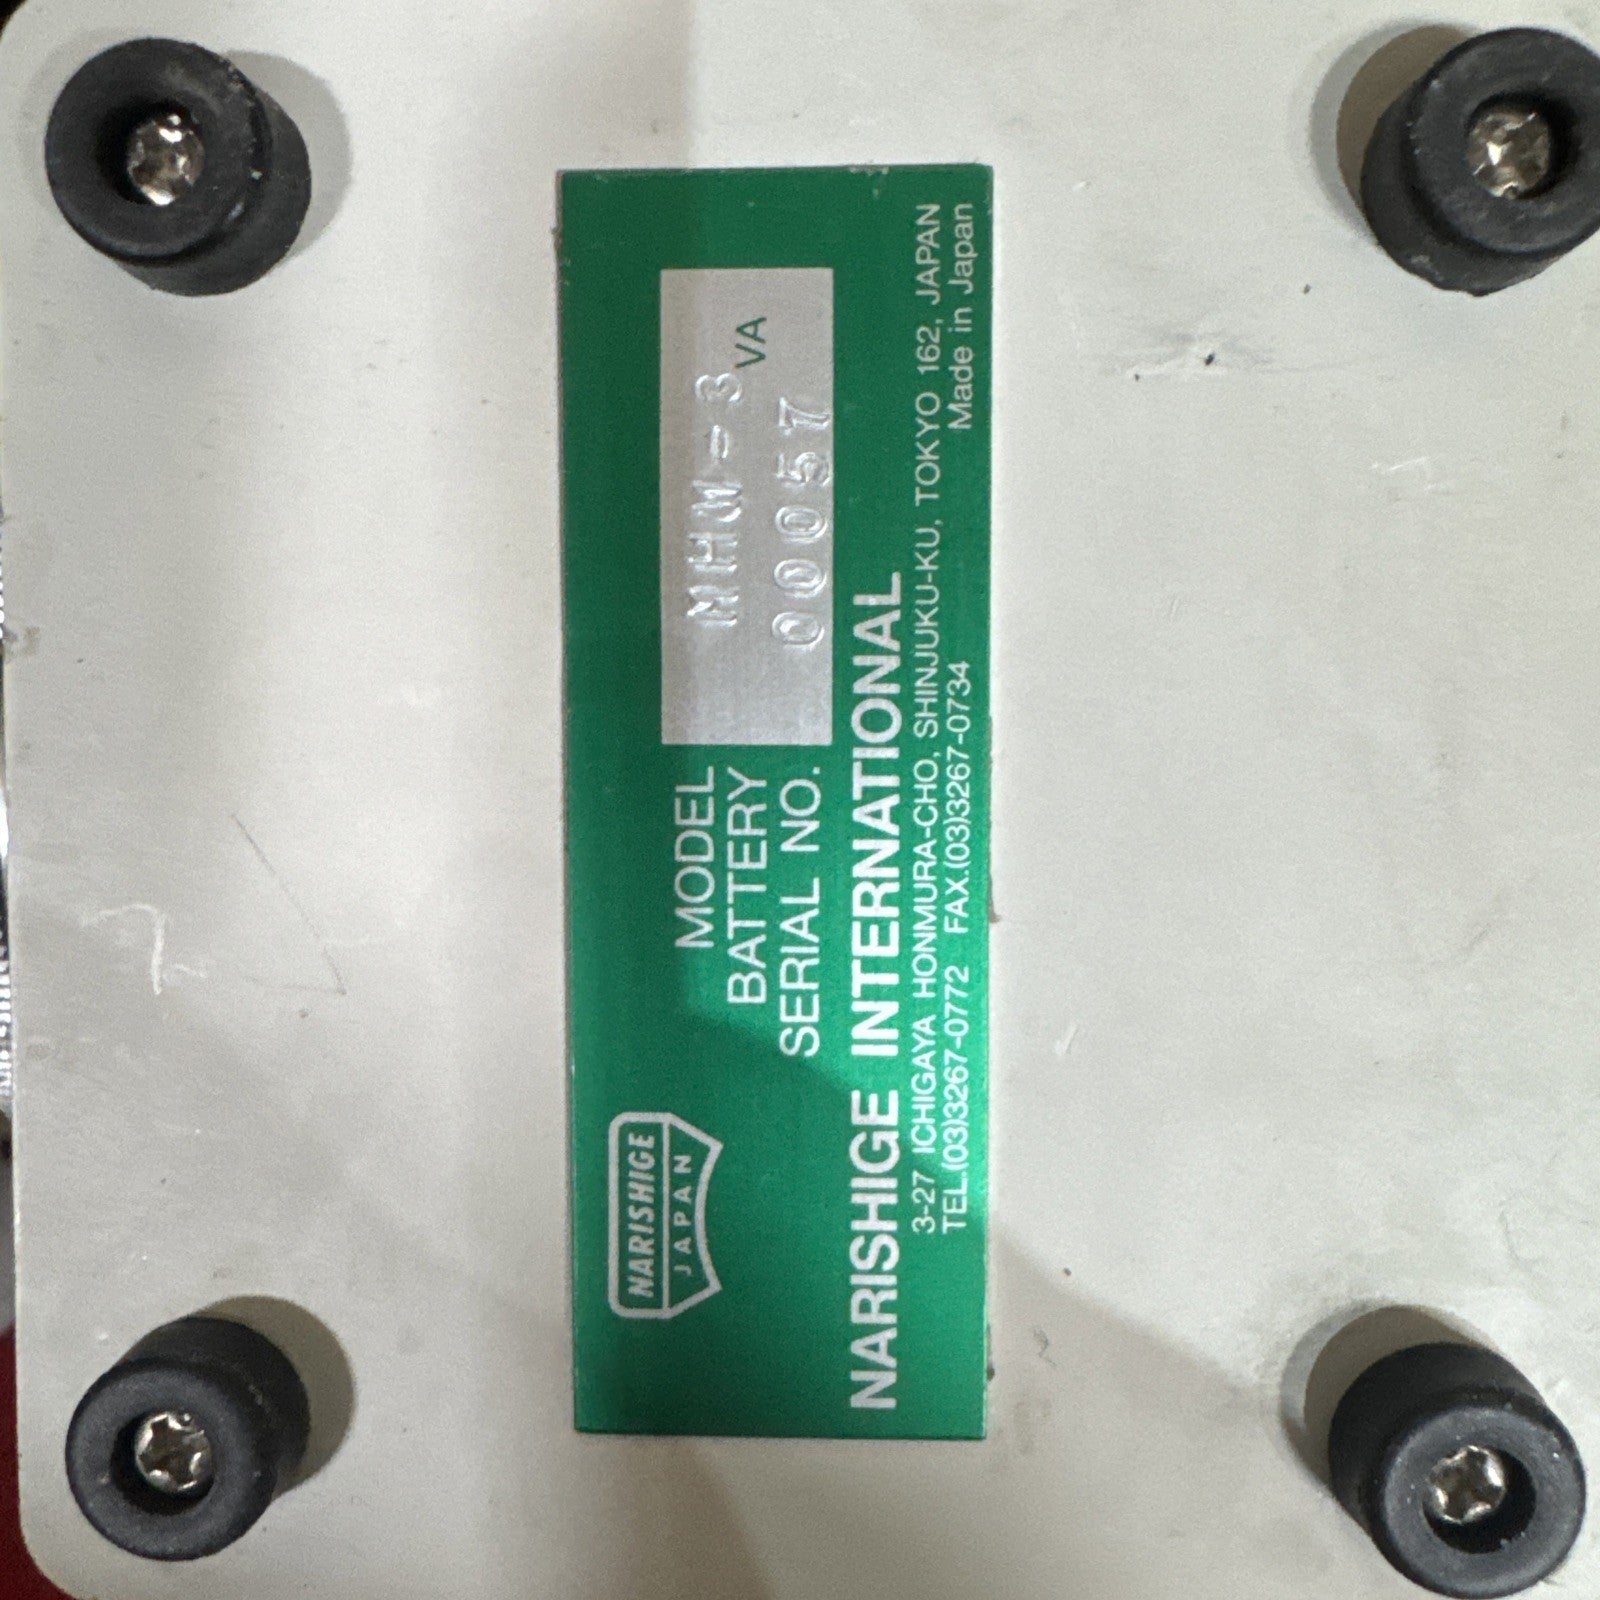 NARISHIGE
JAPAN
MODEL MHM-3
BATTERY VA
SERIAL NO. 00057
NARISHIGE INTERNATIONAL
3-27 ICHIGAYA HONMURA-CHO, SHINJUKU-KU, TOKYO 162, JAPAN
TEL.(03)3267-0772 FAX.(03)3267-0734 Made in Japan